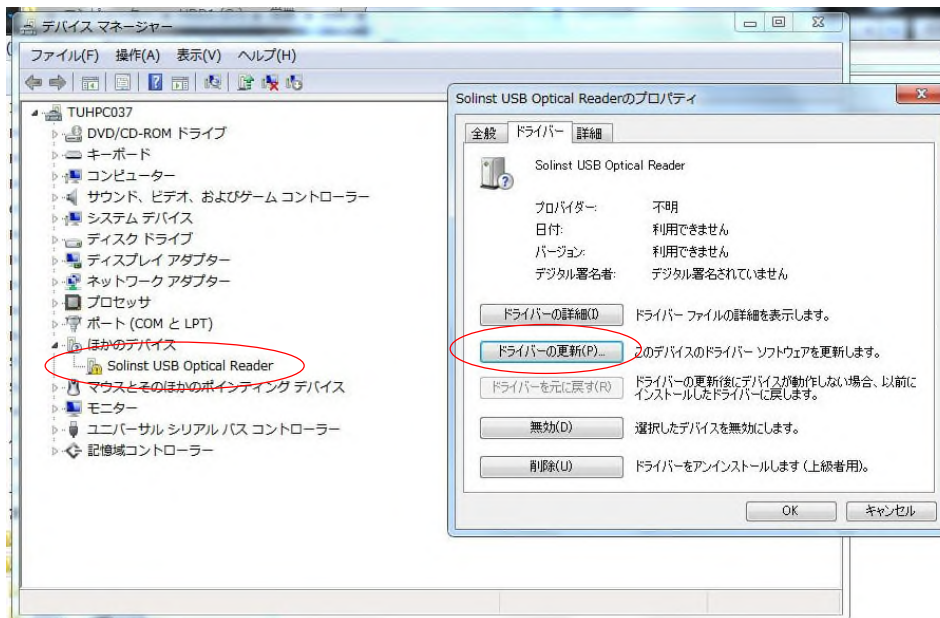 デバイス マネージャー
ファイル(F) 操作(A) 表示(V) ヘルプ(H)
TUHPC037
DVD/CD-ROM ドライブ
キーボード
コンピューター
サウンド、ビデオ、およびゲーム コントローラー
システム デバイス
ディスク ドライブ
ディスプレイ アダプター
ネットワーク アダプター
プロセッサ
ポート (COM と LPT)
ほかのデバイス
Solinst USB Optical Reader
マウスとそのほかのポインティング デバイス
モニター
ユニバーサル シリアル バス コントローラー
記憶域コントローラー
Solinst USB Optical Readerのプロパティ
全般 ドライバー 詳細
Solinst USB Optical Reader
プロバイダー: 不明
日付: 利用できません
バージョン: 利用できません
デジタル署名者: デジタル署名されていません
ドライバーの詳細(I) ドライバー ファイルの詳細を表示します。
ドライバーの更新(P)... このデバイスのドライバー ソフトウェアを更新します。
ドライバーを元に戻す(R) ドライバーの更新後にデバイスが動作しない場合、以前に
インストールしたドライバーに戻します。
無効(D) 選択したデバイスを無効にします。
削除(U) ドライバーをアンインストールします (上級者用)。
OK キャンセル